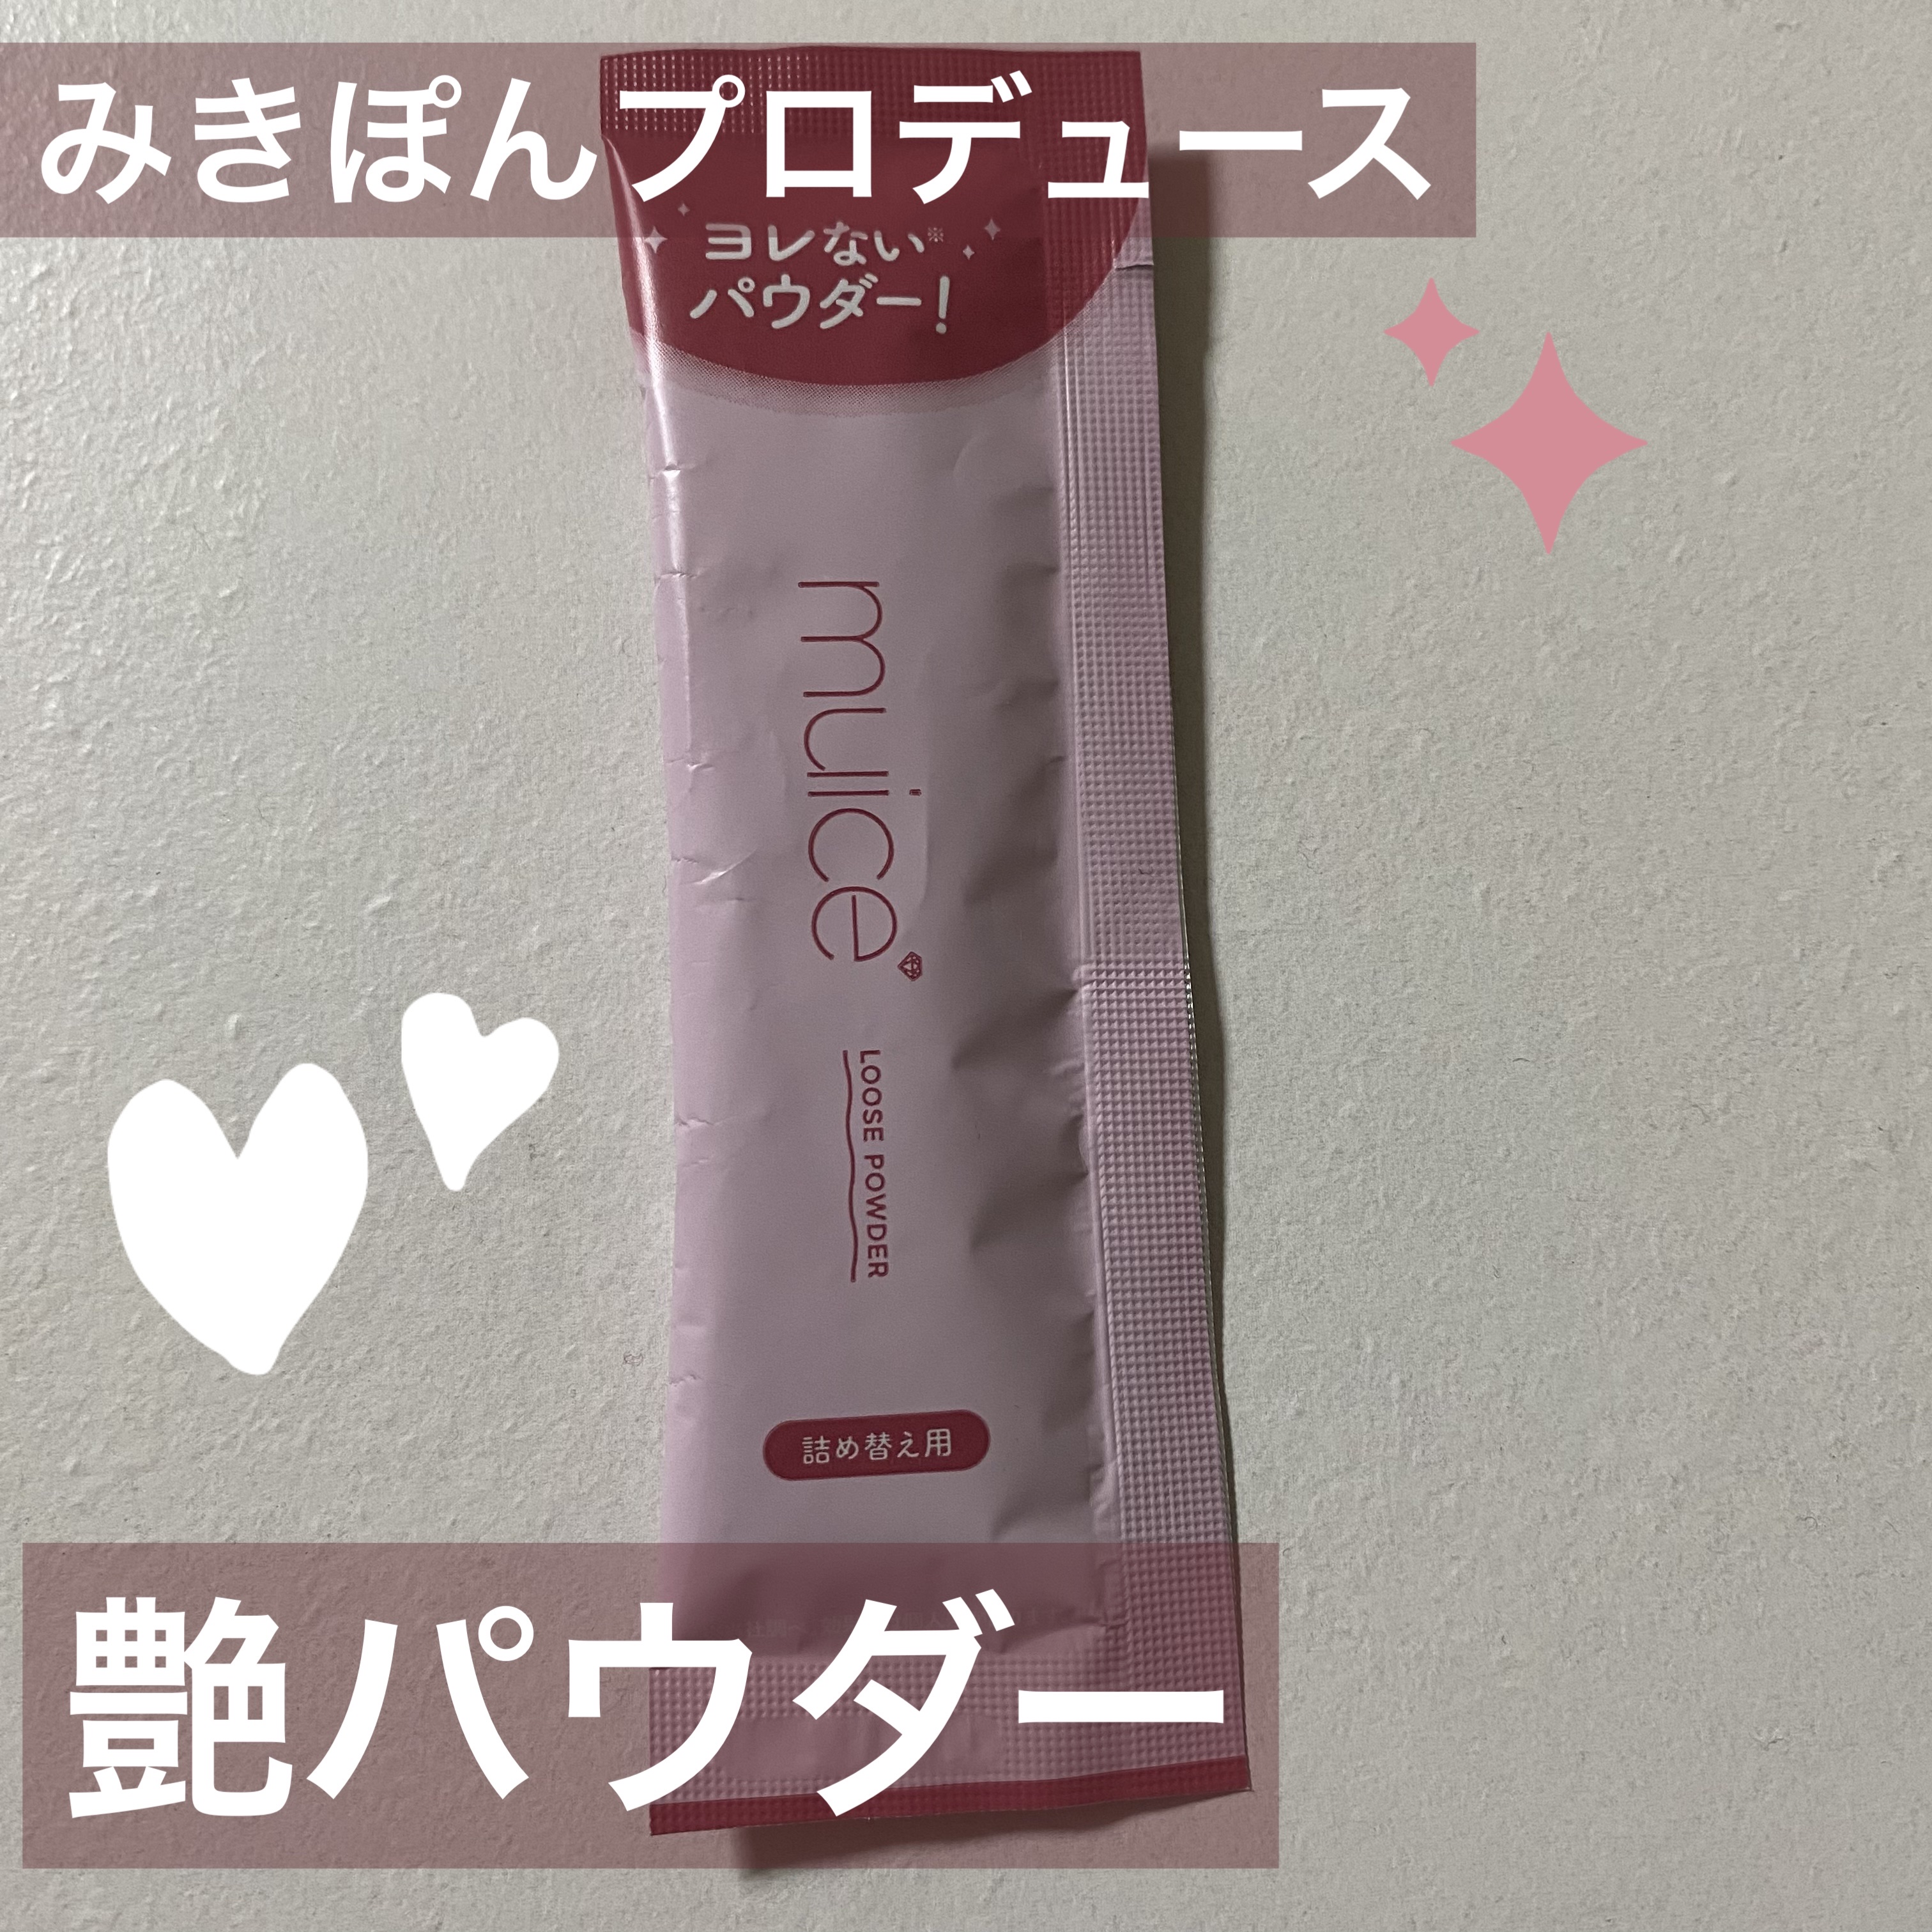 みきぽんプロデュース
ヨレない※
パウダー!
muice
LOOSE POWDER
詰め替え用
艶パウダー